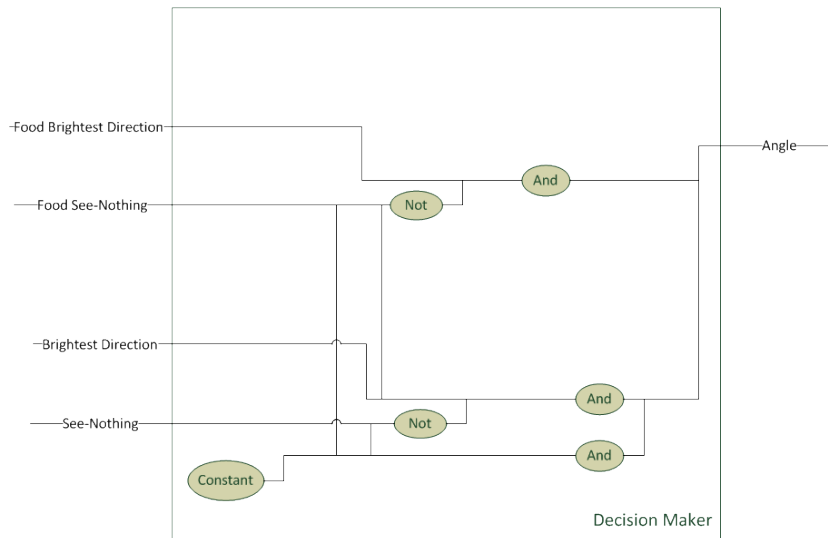 Food Brightest Direction
Angle
And
Food See-Nothing
Not
Brightest Direction
And
See-Nothing
Not
And
Constant
Decision Maker